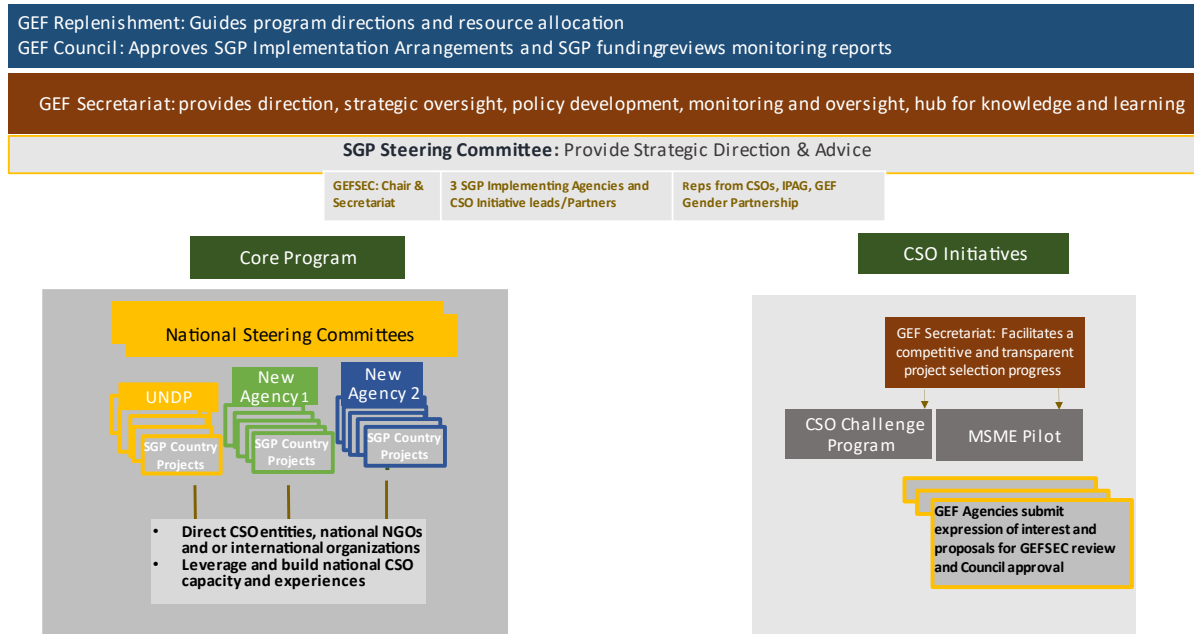 GEF Replenishment: Guides program directions and resource allocation
GEF Council: Approves SGP Implementation Arrangements and SGP fundingreviews monitoring reports
GEF Secretariat: provides direction, strategic oversight, policy development, monitoring and oversight, hub for knowledge and learning
SGP Steering Committee: Provide Strategic Direction & Advice
GEFSEC: Chair &
Secretariat
3 SGP Implementing Agencies and
CSO Initiative leads/Partners
Reps from CSOs, IPAG, GEF
Gender Partnership
Core Program
National Steering Committees
UNDP
New
Agency 1
New
Agency 2
SGP Country
Projects
SGP Country
Projects
SGP Country
Projects
• Direct CSO entities, national NGOs
and or international organizations
• Leverage and build national CSO
capacity and experiences
CSO Initiatives
GEF Secretariat: Facilitates a
competitive and transparent
project selection progress
CSO Challenge
Program
MSME Pilot
GEF Agencies submit
expression of interest and
proposals for GEFSEC review
and Council approval